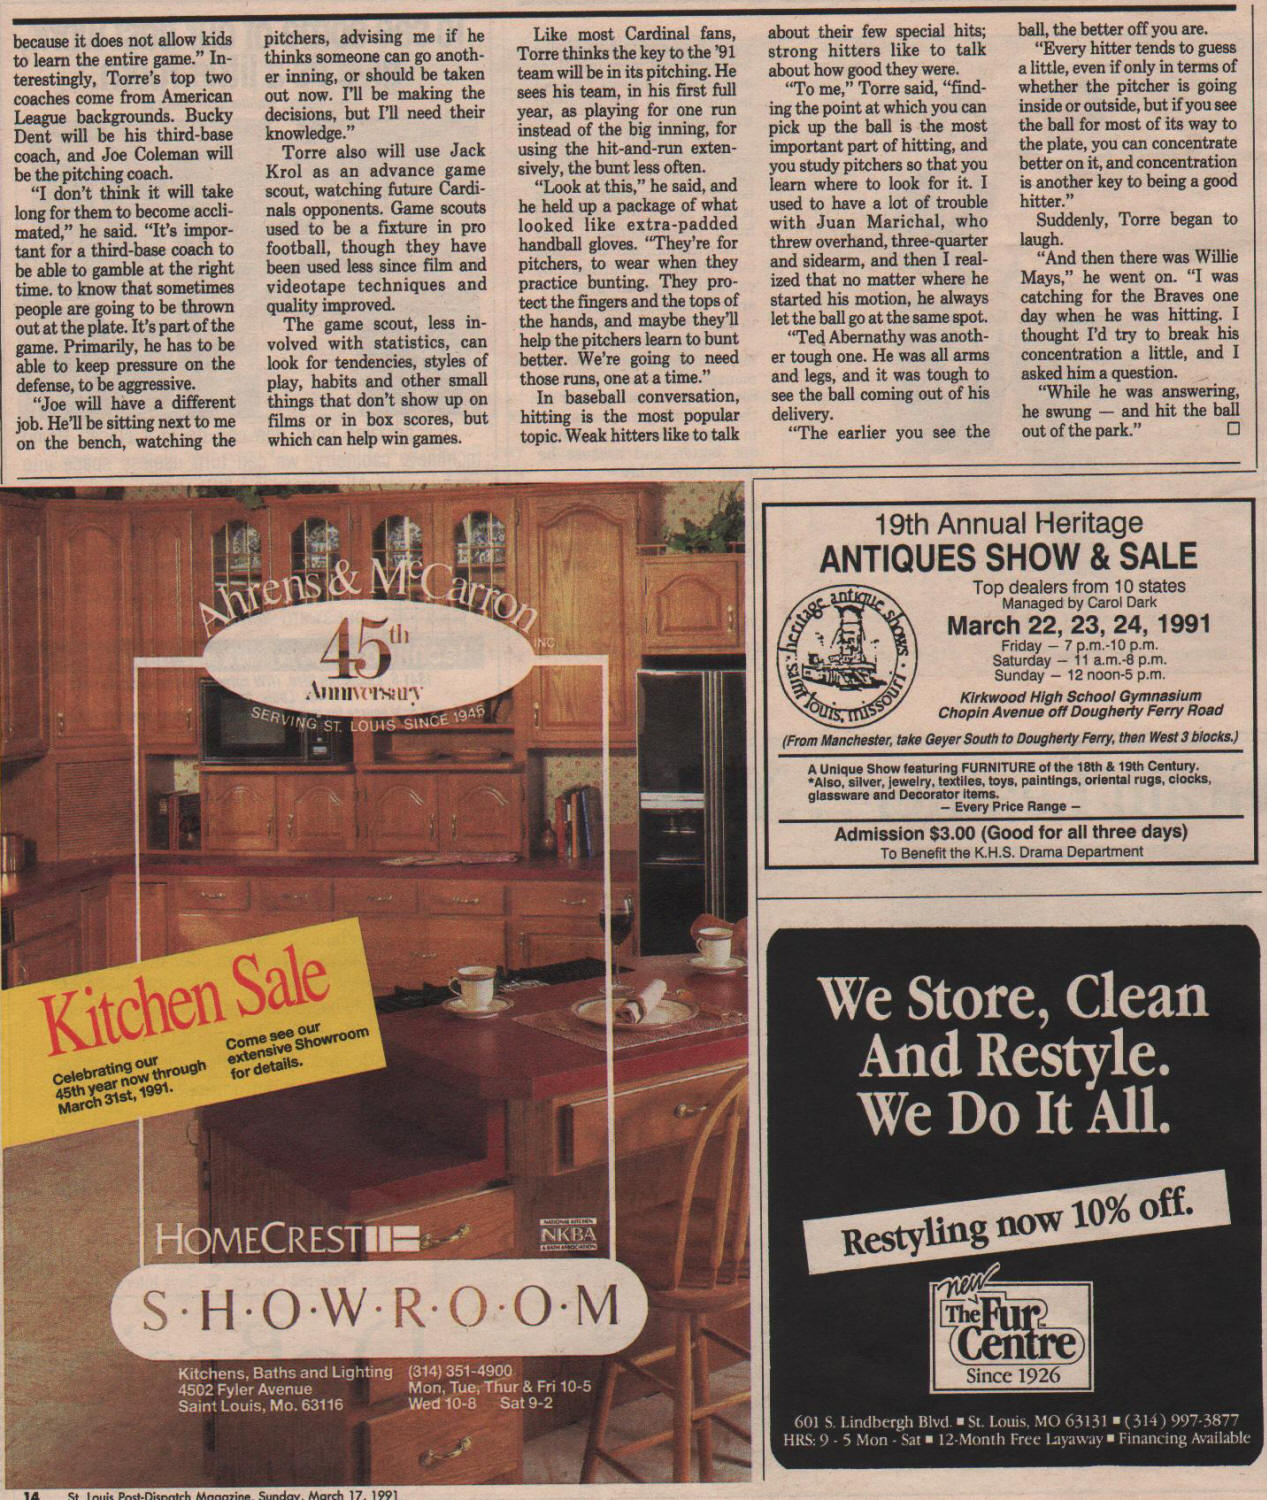 because it does not allow kids
to learn the entire game." In-
terestingly, Torre's top two
coaches come from American
League backgrounds. Bucky
Dent will be his third-base
coach, and Joe Coleman will
be the pitching coach.
"I don't think it will take
long for them to become accli-
mated," he said. "It's impor-
tant for a third-base coach to
be able to gamble at the right
time. to know that sometimes
people are going to be thrown
out at the plate. It's part of the
game. Primarily, he has to be
able to keep pressure on the
defense, to be aggressive.
"Joe will have a different
job. He'll be sitting next to me
on the bench, watching the
pitchers, advising me if he
thinks someone can go anoth-
er inning, or should be taken
out now. I'll be making the
decisions, but I'll need their
knowledge."
Torre also will use Jack
Krol as an advance game
scout, watching future Cardi-
nals opponents. Game scouts
used to be a fixture in pro
football, though they have
been used less since film and
videotape techniques and
quality improved.
The game scout, less in-
volved with statistics, can
look for tendencies, styles of
play, habits and other small
things that don't show up on
films or in box scores, but
which can help win games.
Like most Cardinal fans,
Torre thinks the key to the '91
team will be in its pitching. He
sees his team, in his first full
year, as playing for one run
instead of the big inning, for
using the hit-and-run exten-
sively, the bunt less often.
"Look at this," he said, and
he held up a package of what
looked like extra-padded
handball gloves. "They're for
pitchers, to wear when they
practice bunting. They pro-
tect the fingers and the tops of
the hands, and maybe they'll
help the pitchers learn to bunt
better. We're going to need
those runs, one at a time."
In baseball conversation,
hitting is the most popular
topic. Weak hitters like to talk
about their few special hits;
strong hitters like to talk
about how good they were.
"To me," Torre said, "find-
ing the point at which you can
pick up the ball is the most
important part of hitting, and
you study pitchers so that you
learn where to look for it. I
used to have a lot of trouble
with Juan Marichal, who
threw overhand, three-quarter
and sidearm, and then I real-
ized that no matter where he
started his motion, he always
let the ball go at the same spot.
"Ted Abernathy was anoth-
er tough one. He was all arms
and legs, and it was tough to
see the ball coming out of his
delivery.
"The earlier you see the
ball, the better off you are.
"Every hitter tends to guess
a little, even if only in terms of
whether the pitcher is going
inside or outside, but if you see
the ball for most of its way to
the plate, you can concentrate
better on it, and concentration
is another key to being a good
hitter."
Suddenly, Torre began to
laugh.
"And then there was Willie
Mays," he went on. "I was
catching for the Braves one
day when he was hitting. I
thought I'd try to break his
concentration a little, and I
asked him a question.
"While he was answering,
he swung — and hit the ball
out of the park." □
Ahrens & McCarron
INC
45th
Anniversary
SERVING ST. LOUIS SINCE 1946
Kitchen Sale
Celebrating our
45th year now through
March 31st, 1991.
Come see our
extensive Showroom
for details.
HOMECREST
NATIONAL KITCHEN
NKBA
& BATH ASSOCIATION
S·H·O·W·R·O·O·M
Kitchens, Baths and Lighting
4502 Fyler Avenue
Saint Louis, Mo. 63116
(314) 351-4900
Mon, Tue, Thur & Fri 10-5
Wed 10-8 Sat 9-2
19th Annual Heritage
ANTIQUES SHOW & SALE
heritage antique shows
saint louis, missouri
Top dealers from 10 states
Managed by Carol Dark
March 22, 23, 24, 1991
Friday — 7 p.m.-10 p.m.
Saturday — 11 a.m.-8 p.m.
Sunday — 12 noon-5 p.m.
Kirkwood High School Gymnasium
Chopin Avenue off Dougherty Ferry Road
(From Manchester, take Geyer South to Dougherty Ferry, then West 3 blocks.)
A Unique Show featuring FURNITURE of the 18th & 19th Century.
*Also, silver, jewelry, textiles, toys, paintings, oriental rugs, clocks,
glassware and Decorator items.
— Every Price Range —
Admission $3.00 (Good for all three days)
To Benefit the K.H.S. Drama Department
We Store, Clean
And Restyle.
We Do It All.
Restyling now 10% off.
new
The Fur
Centre
Since 1926
601 S. Lindbergh Blvd. ■ St. Louis, MO 63131 ■ (314) 997-3877
HRS: 9 - 5 Mon - Sat ■ 12-Month Free Layaway ■ Financing Available
14 St. Louis Post-Dispatch Magazine, Sunday, March 17, 1991